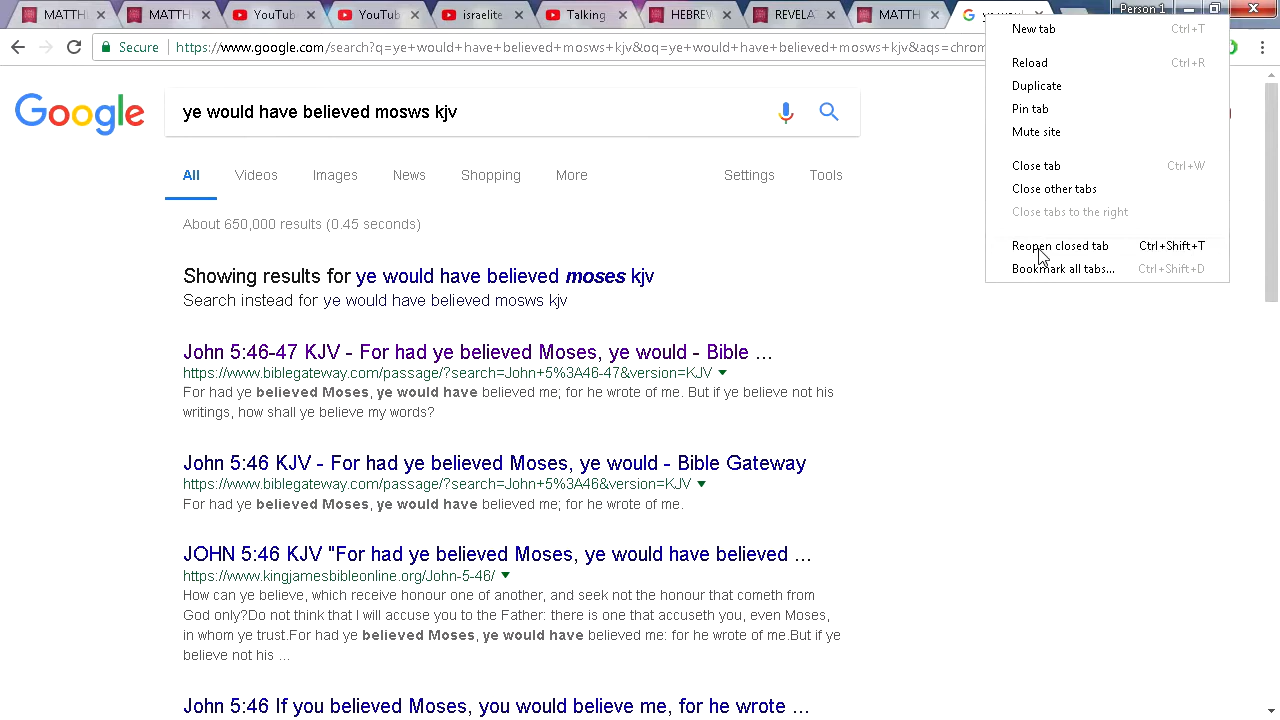 MATTH
MATTH
YouTub
YouTub
israelite
Talking
HEBREV
REVELA
MATTH
Person 1
Secure
https://www.google.com/search?q=ye+would+have+believed+mosws+kjv&oq=ye+would+have+believed+mosws+kjv&aqs=chrom
Google
ye would have believed mosws kjv
All
Videos
Images
News
Shopping
More
Settings
Tools
About 650,000 results (0.45 seconds)
Showing results for ye would have believed moses kjv
Search instead for ye would have believed mosws kjv
John 5:46-47 KJV - For had ye believed Moses, ye would - Bible ...
https://www.biblegateway.com/passage/?search=John+5%3A46-47&version=KJV
For had ye believed Moses, ye would have believed me; for he wrote of me. But if ye believe not his
writings, how shall ye believe my words?
John 5:46 KJV - For had ye believed Moses, ye would - Bible Gateway
https://www.biblegateway.com/passage/?search=John+5%3A46&version=KJV
For had ye believed Moses, ye would have believed me; for he wrote of me.
JOHN 5:46 KJV "For had ye believed Moses, ye would have believed ...
https://www.kingjamesbibleonline.org/John-5-46/
How can ye believe, which receive honour one of another, and seek not the honour that cometh from
God only?Do not think that I will accuse you to the Father: there is one that accuseth you, even Moses,
in whom ye trust.For had ye believed Moses, ye would have believed me: for he wrote of me.But if ye
believe not his ...
John 5:46 If you believed Moses, you would believe me, for he wrote ...
New tab Ctrl+T
Reload Ctrl+R
Duplicate
Pin tab
Mute site
Close tab Ctrl+W
Close other tabs
Close tabs to the right
Reopen closed tab Ctrl+Shift+T
Bookmark all tabs... Ctrl+Shift+D